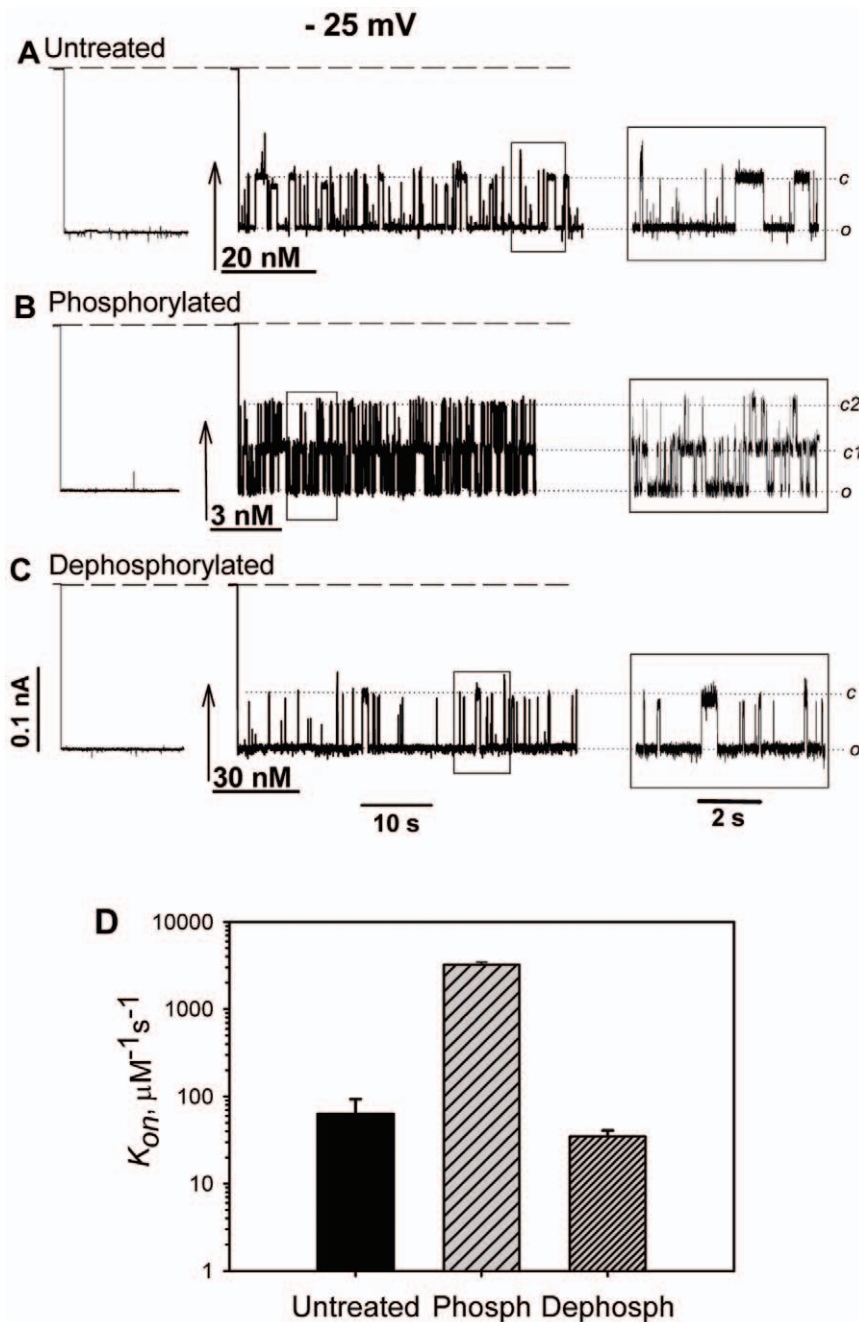 - 25 mV
A Untreated
c
o
20 nM
B Phosphorylated
c2
c1
o
3 nM
C Dephosphorylated
0.1 nA
c
o
30 nM
10 s
2 s
D
10000
1000
100
10
1
Kon, μM⁻¹s⁻¹
Untreated Phosph Dephosph